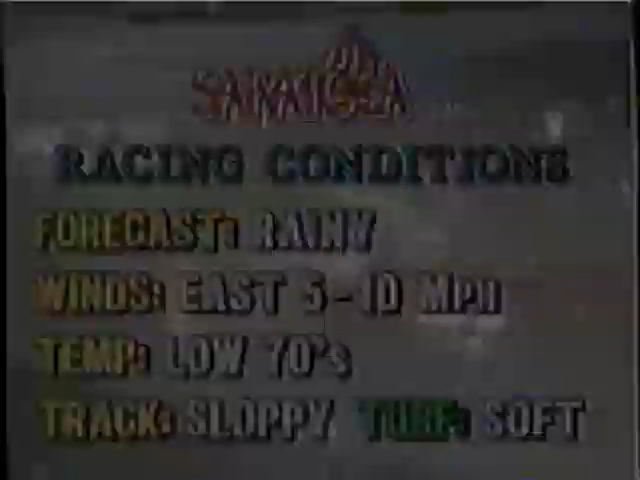 SARATOGA
RACING CONDITIONS
FORECAST: RAINY
WINDS: EAST 5-10 MPH
TEMP: LOW 70's
TRACK: SLOPPY TURF: SOFT